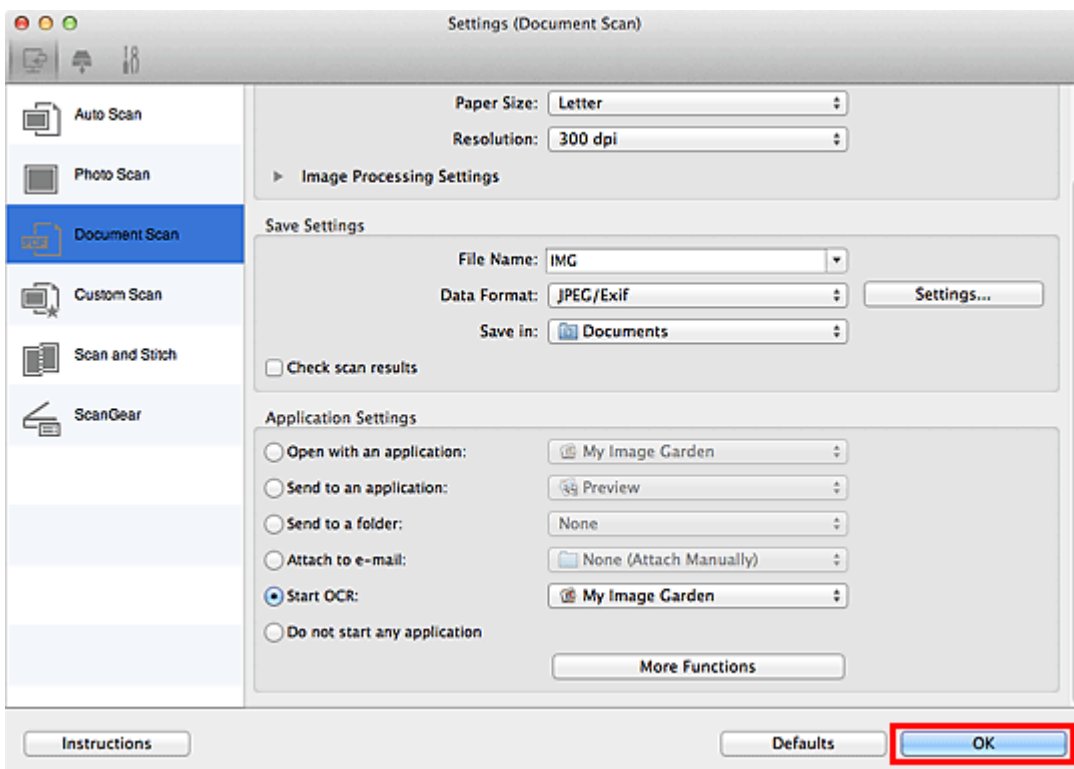 Settings (Document Scan)
Auto Scan
Photo Scan
PDF
Document Scan
Custom Scan
Scan and Stitch
ScanGear
Paper Size: Letter
Resolution: 300 dpi
Image Processing Settings
Save Settings
File Name: IMG
Data Format: JPEG/Exif Settings...
Save in: Documents
Check scan results
Application Settings
Open with an application: My Image Garden
Send to an application: Preview
Send to a folder: None
Attach to e-mail: None (Attach Manually)
Start OCR: My Image Garden
Do not start any application
More Functions
Instructions Defaults OK